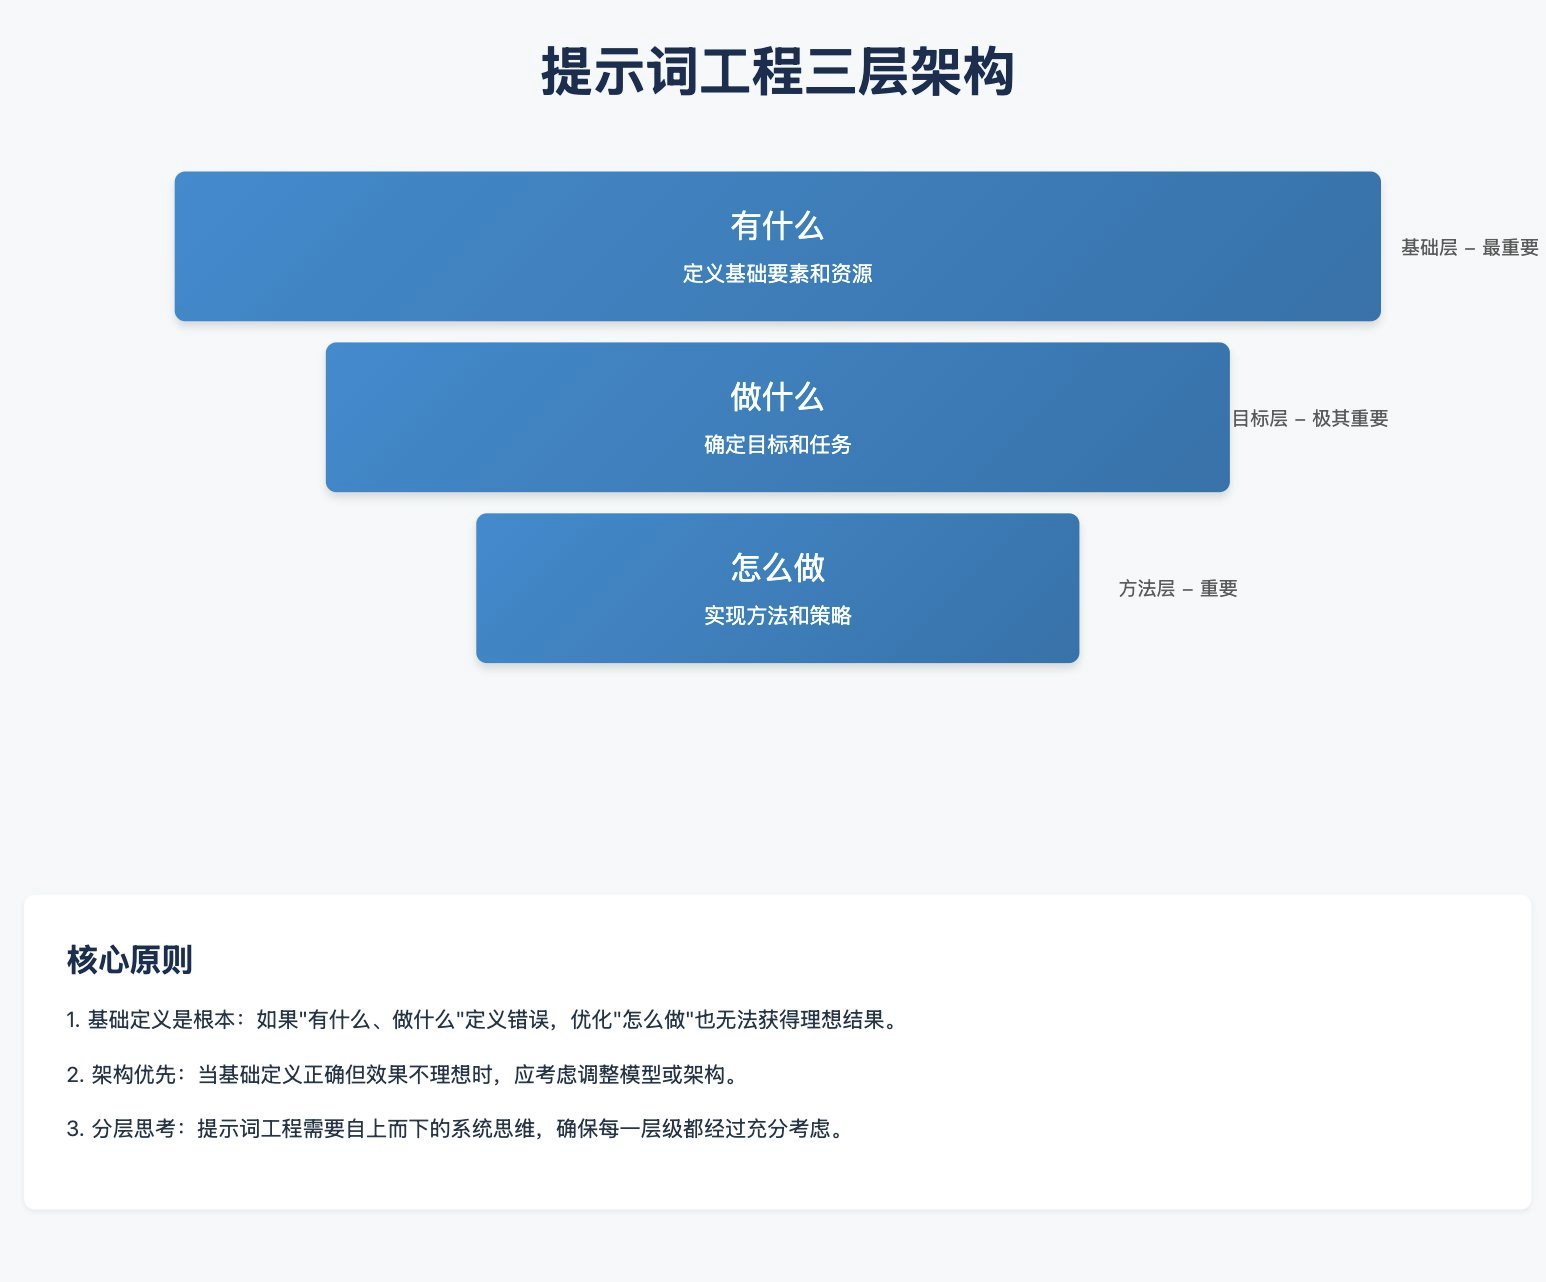 提示词工程三层架构
有什么
定义基础要素和资源
基础层 – 最重要
做什么
确定目标和任务
目标层 – 极其重要
怎么做
实现方法和策略
方法层 – 重要
核心原则
1. 基础定义是根本：如果"有什么、做什么"定义错误，优化"怎么做"也无法获得理想结果。
2. 架构优先：当基础定义正确但效果不理想时，应考虑调整模型或架构。
3. 分层思考：提示词工程需要自上而下的系统思维，确保每一层级都经过充分考虑。